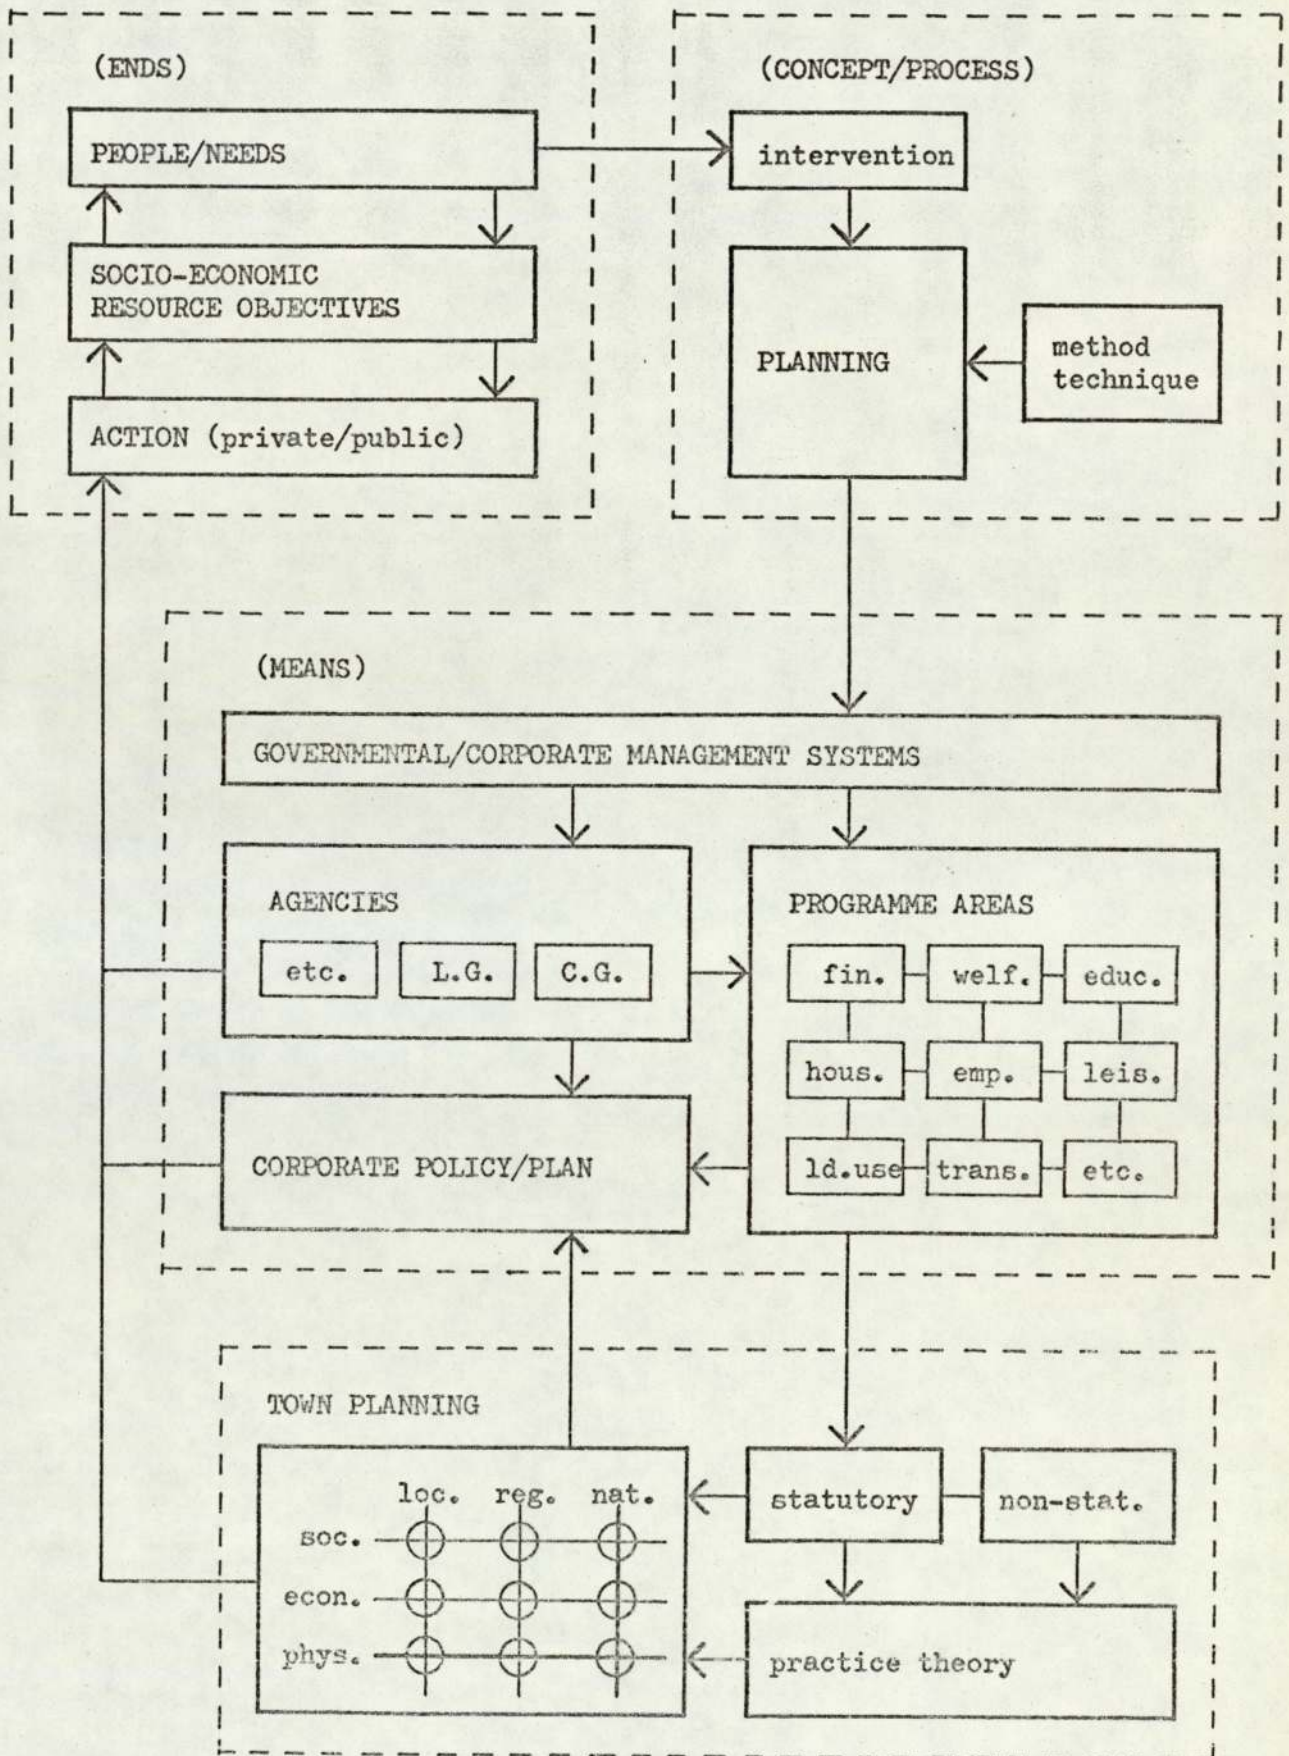 (ENDS)
PEOPLE/NEEDS
SOCIO-ECONOMIC
RESOURCE OBJECTIVES
ACTION (private/public)
(CONCEPT/PROCESS)
intervention
PLANNING
method
technique
(MEANS)
GOVERNMENTAL/CORPORATE MANAGEMENT SYSTEMS
AGENCIES
etc. L.G. C.G.
PROGRAMME AREAS
fin. welf. educ.
hous. emp. leis.
ld.use trans. etc.
CORPORATE POLICY/PLAN
TOWN PLANNING
loc. reg. nat.
soc.
econ.
phys.
statutory
non-stat.
practice theory